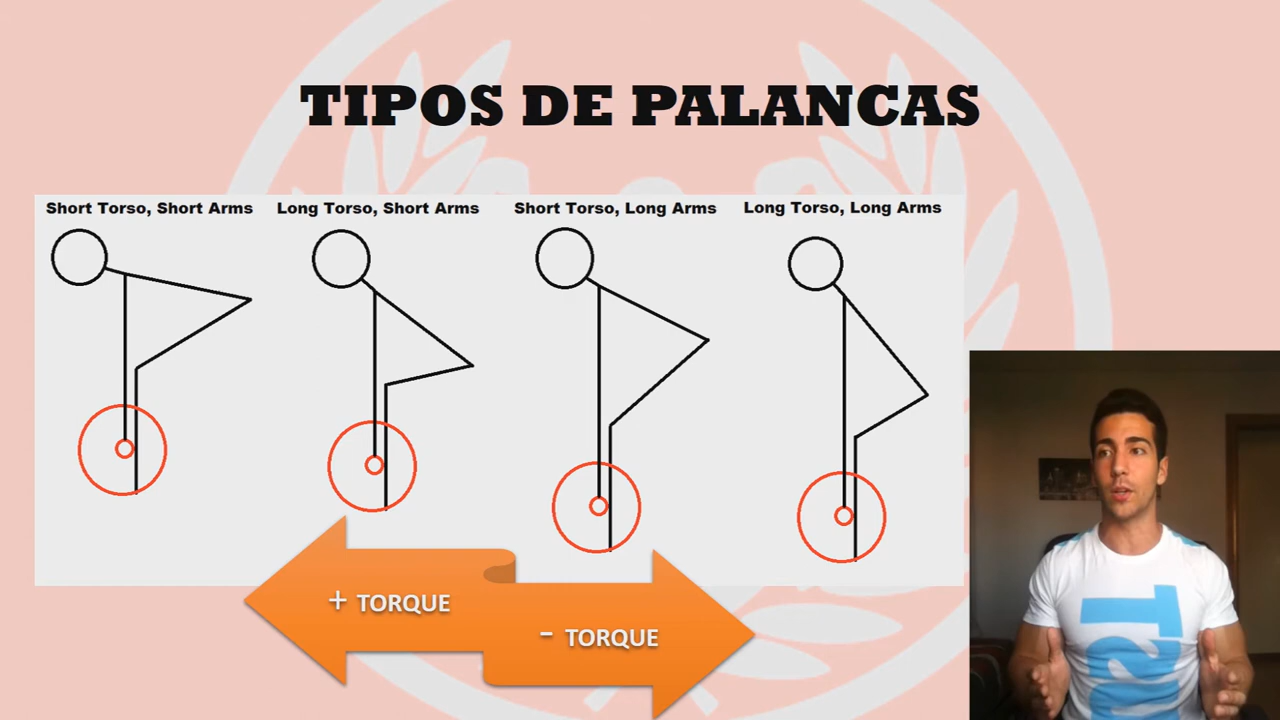 TIPOS DE PALANCAS
Short Torso, Short Arms
Long Torso, Short Arms
Short Torso, Long Arms
Long Torso, Long Arms
+ TORQUE
- TORQUE